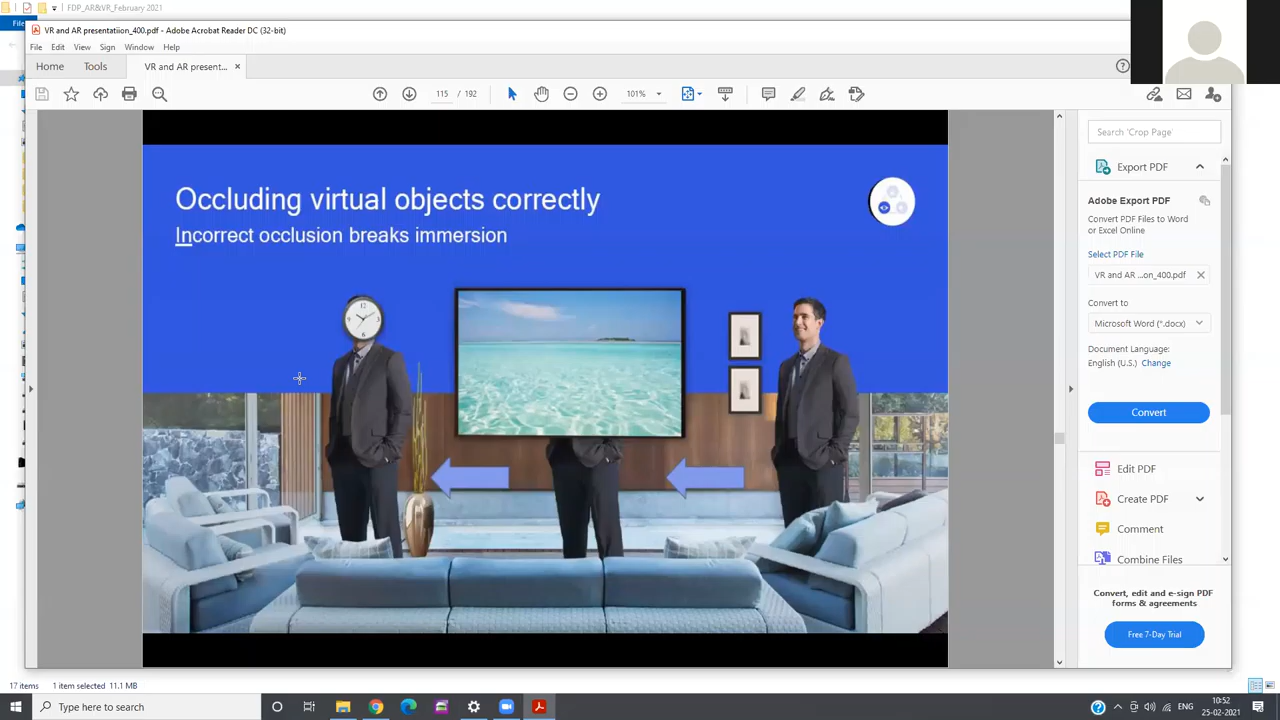 FDP_AR&VR_February 2021
File
VR and AR presentatiion_400.pdf - Adobe Acrobat Reader DC (32-bit)
File Edit View Sign Window Help
Home Tools VR and AR present... ×
115 / 192 101%
Search 'Crop Page'
Export PDF
Adobe Export PDF
Convert PDF Files to Word
or Excel Online
Select PDF File
VR and AR ...on_400.pdf
Convert to
Microsoft Word (*.docx)
Document Language:
English (U.S.) Change
Convert
Edit PDF
Create PDF
Comment
Combine Files
Convert, edit and e-sign PDF
forms & agreements
Free 7-Day Trial
Occluding virtual objects correctly
Incorrect occlusion breaks immersion
17 items 1 item selected 11.1 MB
Type here to search
ENG
10:52
25-02-2021